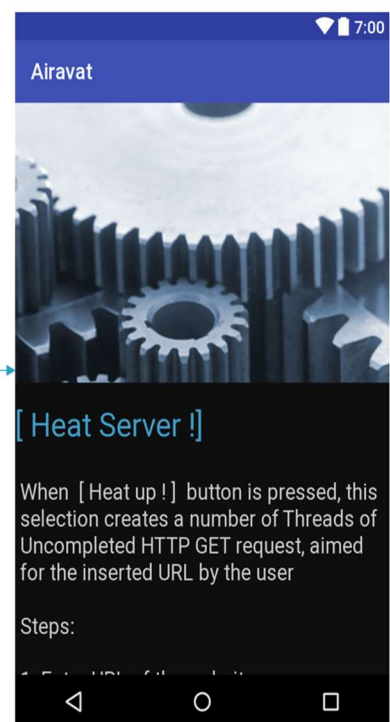 7:00
Airavat
[ Heat Server !]
When [ Heat up ! ] button is pressed, this
selection creates a number of Threads of
Uncompleted HTTP GET request, aimed
for the inserted URL by the user
Steps: